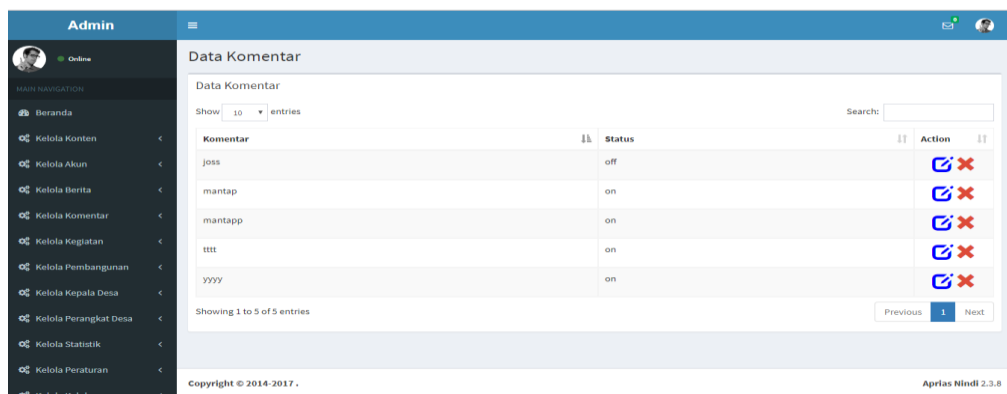 Admin
Online
MAIN NAVIGATION
Beranda
Kelola Konten
Kelola Akun
Kelola Berita
Kelola Komentar
Kelola Kegiatan
Kelola Pembangunan
Kelola Kepala Desa
Kelola Perangkat Desa
Kelola Statistik
Kelola Peraturan
Data Komentar
Data Komentar
Show 10 entries Search:
Komentar Status Action
joss off
mantap on
mantapp on
tttt on
yyyy on
Showing 1 to 5 of 5 entries Previous 1 Next
Copyright © 2014-2017 . Aprias Nindi 2.3.8